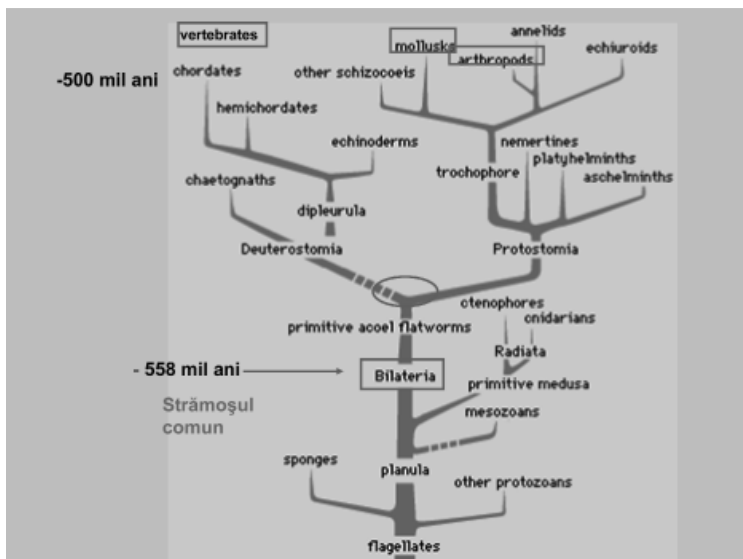 vertebrates
annelids
mollusks
arthropods
echiuroids
-500 mil ani
chordates
other schizocoels
hemichordates
echinoderms
nemertines
platyhelminths
trochophore
aschelminths
chaetognaths
dipleurula
Deuterostomia
Protostomia
ctenophores
cnidarians
primitive acoel flatworms
Radiata
- 558 mil ani
Bilateria
primitive medusa
Strămoşul
comun
mesozoans
sponges
planula
other protozoans
flagellates